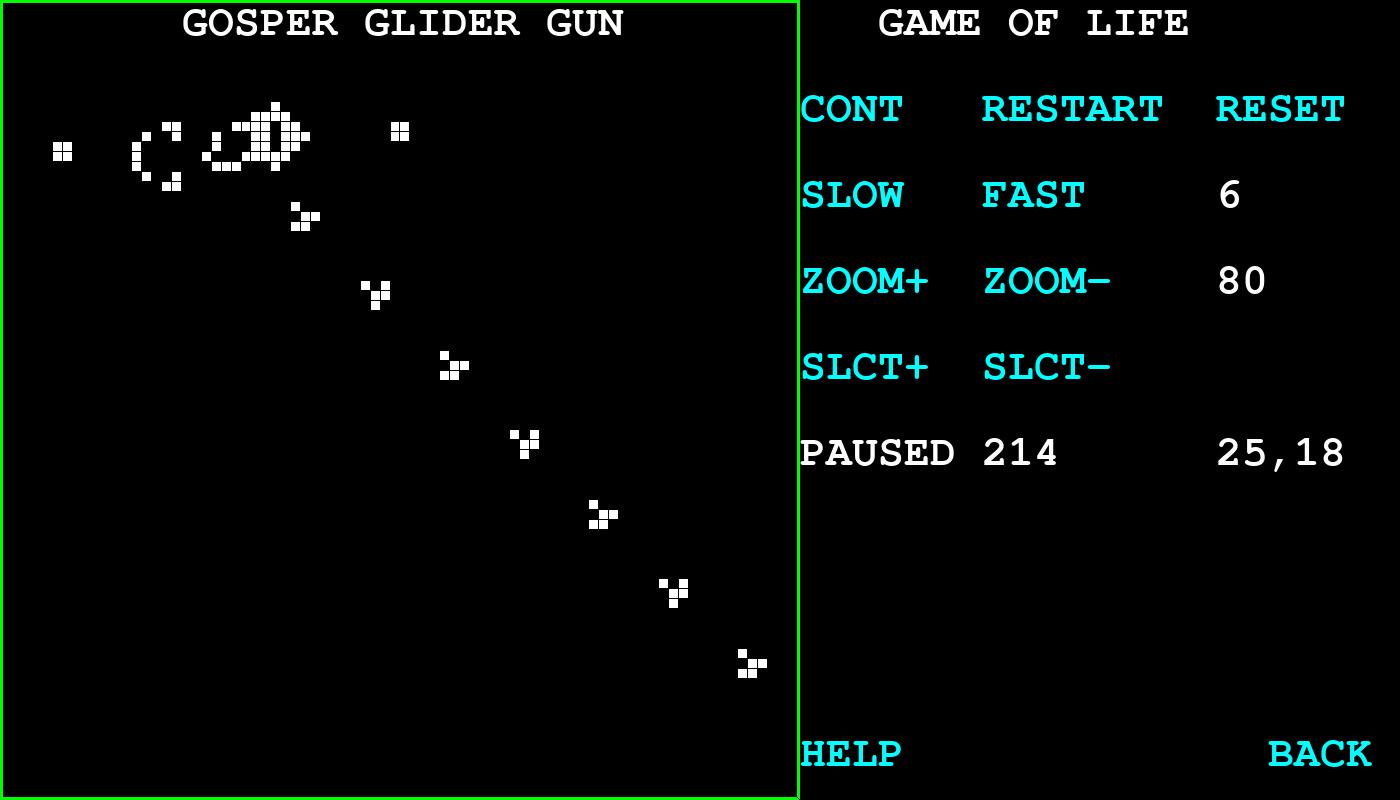 GOSPER GLIDER GUN GAME OF LIFE
CONT RESTART RESET
SLOW FAST 6
ZOOM+ ZOOM− 80
SLCT+ SLCT−
PAUSED 214 25,18
HELP BACK